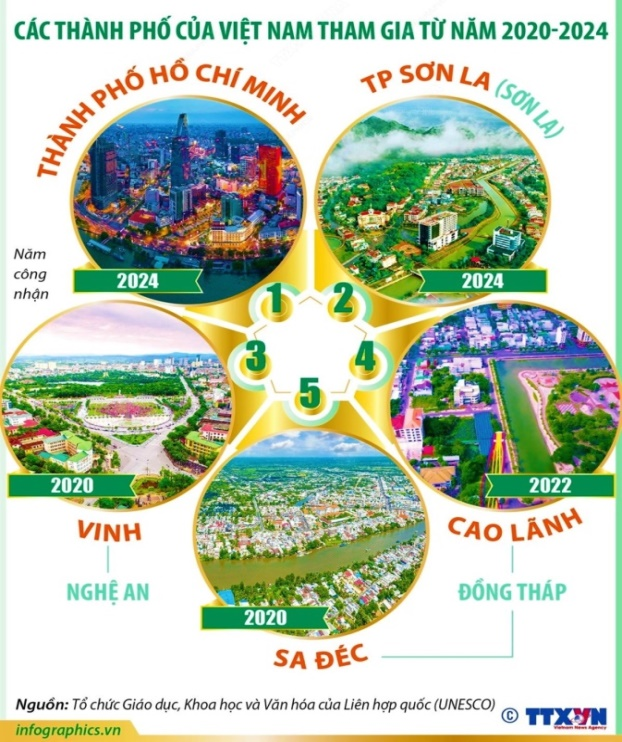 CÁC THÀNH PHỐ CỦA VIỆT NAM THAM GIA TỪ NĂM 2020-2024
THÀNH PHỐ HỒ CHÍ MINH
TP SƠN LA (SƠN LA)
Năm
công
nhận
2024
2024
1
2
3
4
5
2020
2022
VINH
CAO LÃNH
NGHỆ AN
ĐỒNG THÁP
2020
SA ĐÉC
Nguồn: Tổ chức Giáo dục, Khoa học và Văn hóa của Liên hợp quốc (UNESCO)
© TTXVN
Vietnam News Agency
infographics.vn